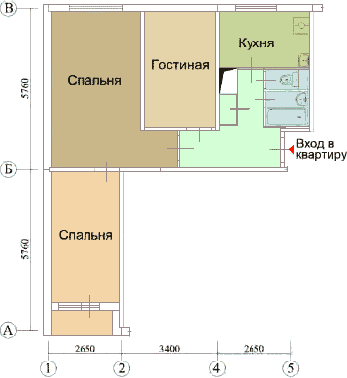 В
Кухня
Спальня
Гостиная
5760
Вход в
квартиру
Б
Спальня
5760
А
2650
3400
2650
1
2
4
5